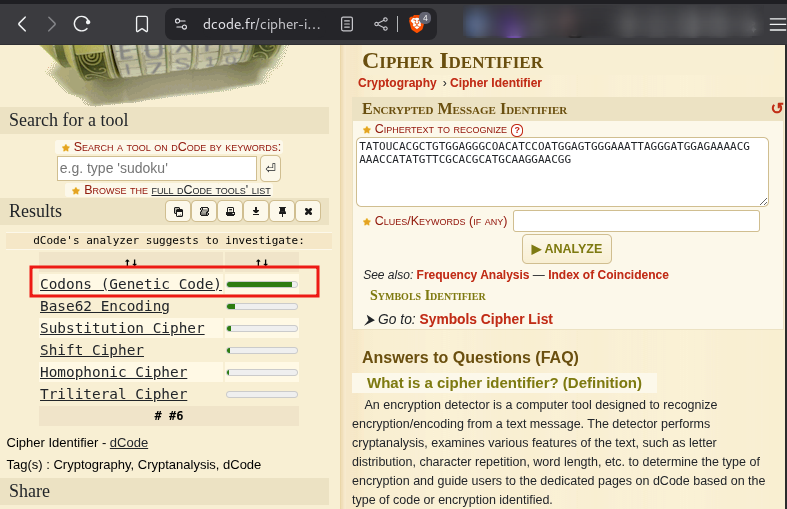 dcode.fr/cipher-i...
4
Search for a tool
SEARCH A TOOL ON DCODE BY KEYWORDS:
e.g. type 'sudoku'
BROWSE THE FULL DCODE TOOLS' LIST
Results
dCode's analyzer suggests to investigate:
↑↓ ↑↓
Codons (Genetic Code)
Base62 Encoding
Substitution Cipher
Shift Cipher
Homophonic Cipher
Triliteral Cipher
# #6
Cipher Identifier - dCode
Tag(s) : Cryptography, Cryptanalysis, dCode
Share
CIPHER IDENTIFIER
Cryptography › Cipher Identifier
ENCRYPTED MESSAGE IDENTIFIER
CIPHERTEXT TO RECOGNIZE ?
TATOUCACGCTGTGGAGGGCOACATCCOATGGAGTGGGAAATTAGGGATGGAGAAAACG
AAACCATATGTTCGCACGCATGCAAGGAACGG
CLUES/KEYWORDS (IF ANY)
▶ ANALYZE
See also: Frequency Analysis — Index of Coincidence
SYMBOLS IDENTIFIER
➤ Go to: Symbols Cipher List
Answers to Questions (FAQ)
What is a cipher identifier? (Definition)
An encryption detector is a computer tool designed to recognize
encryption/encoding from a text message. The detector performs
cryptanalysis, examines various features of the text, such as letter
distribution, character repetition, word length, etc. to determine the type of
encryption and guide users to the dedicated pages on dCode based on the
type of code or encryption identified.